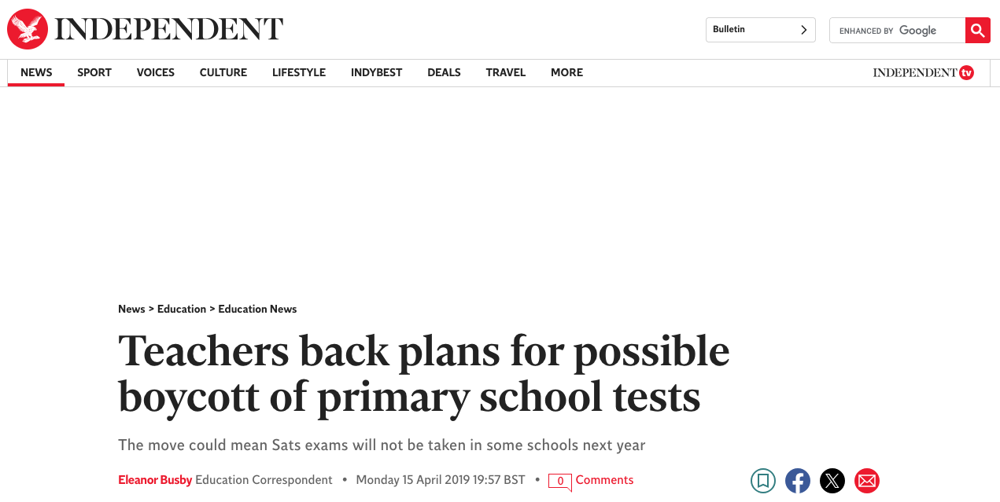 INDEPENDENT
Bulletin
ENHANCED BY Google
NEWS SPORT VOICES CULTURE LIFESTYLE INDYBEST DEALS TRAVEL MORE INDEPENDENT tv
News > Education > Education News
Teachers back plans for possible
boycott of primary school tests
The move could mean Sats exams will not be taken in some schools next year
Eleanor Busby Education Correspondent • Monday 15 April 2019 19:57 BST • 0 Comments